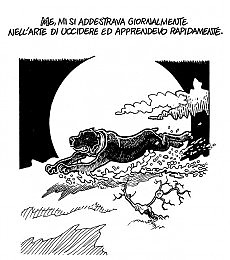 ME, MI SI ADDESTRAVA GIORNALMENTE
NELL'ARTE DI UCCIDERE ED APPRENDEVO RAPIDAMENTE.